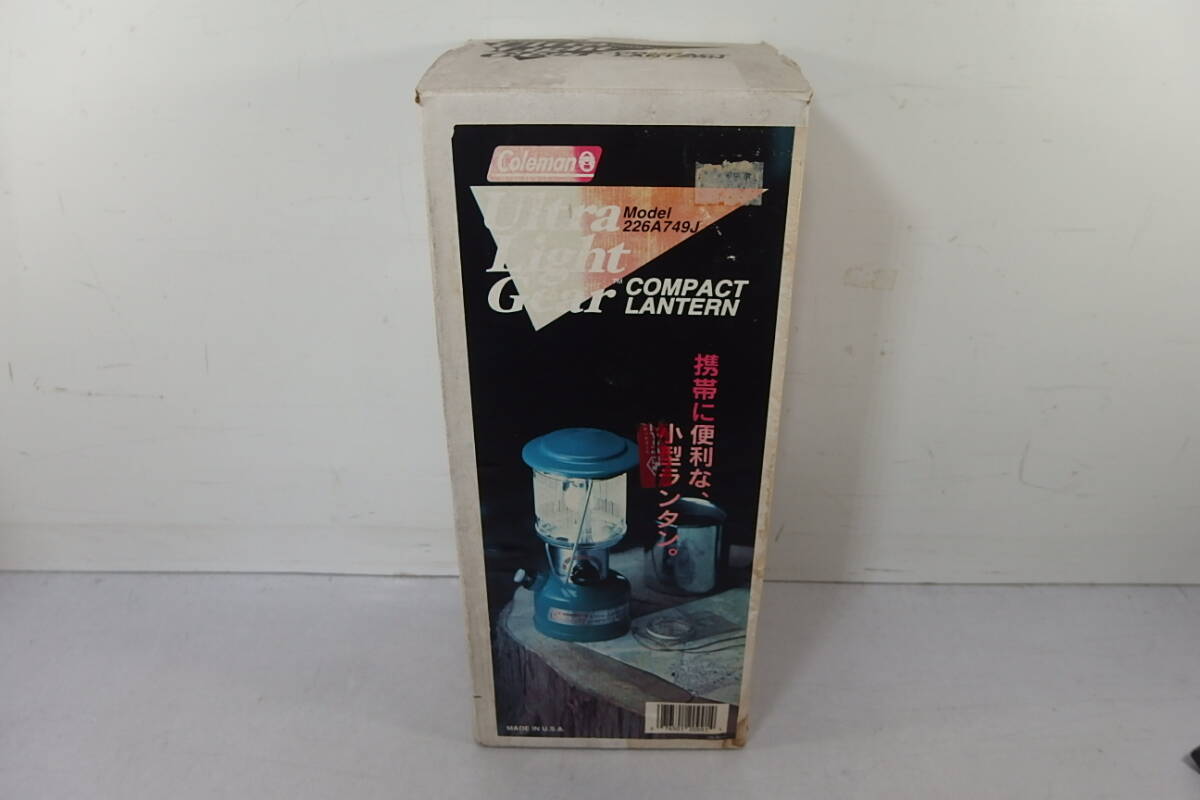 Coleman
Ultra
Light
Gear™
Model
226A749J
COMPACT
LANTERN
携帯に便利な、
小型ランタン。
MADE IN U.S.A.